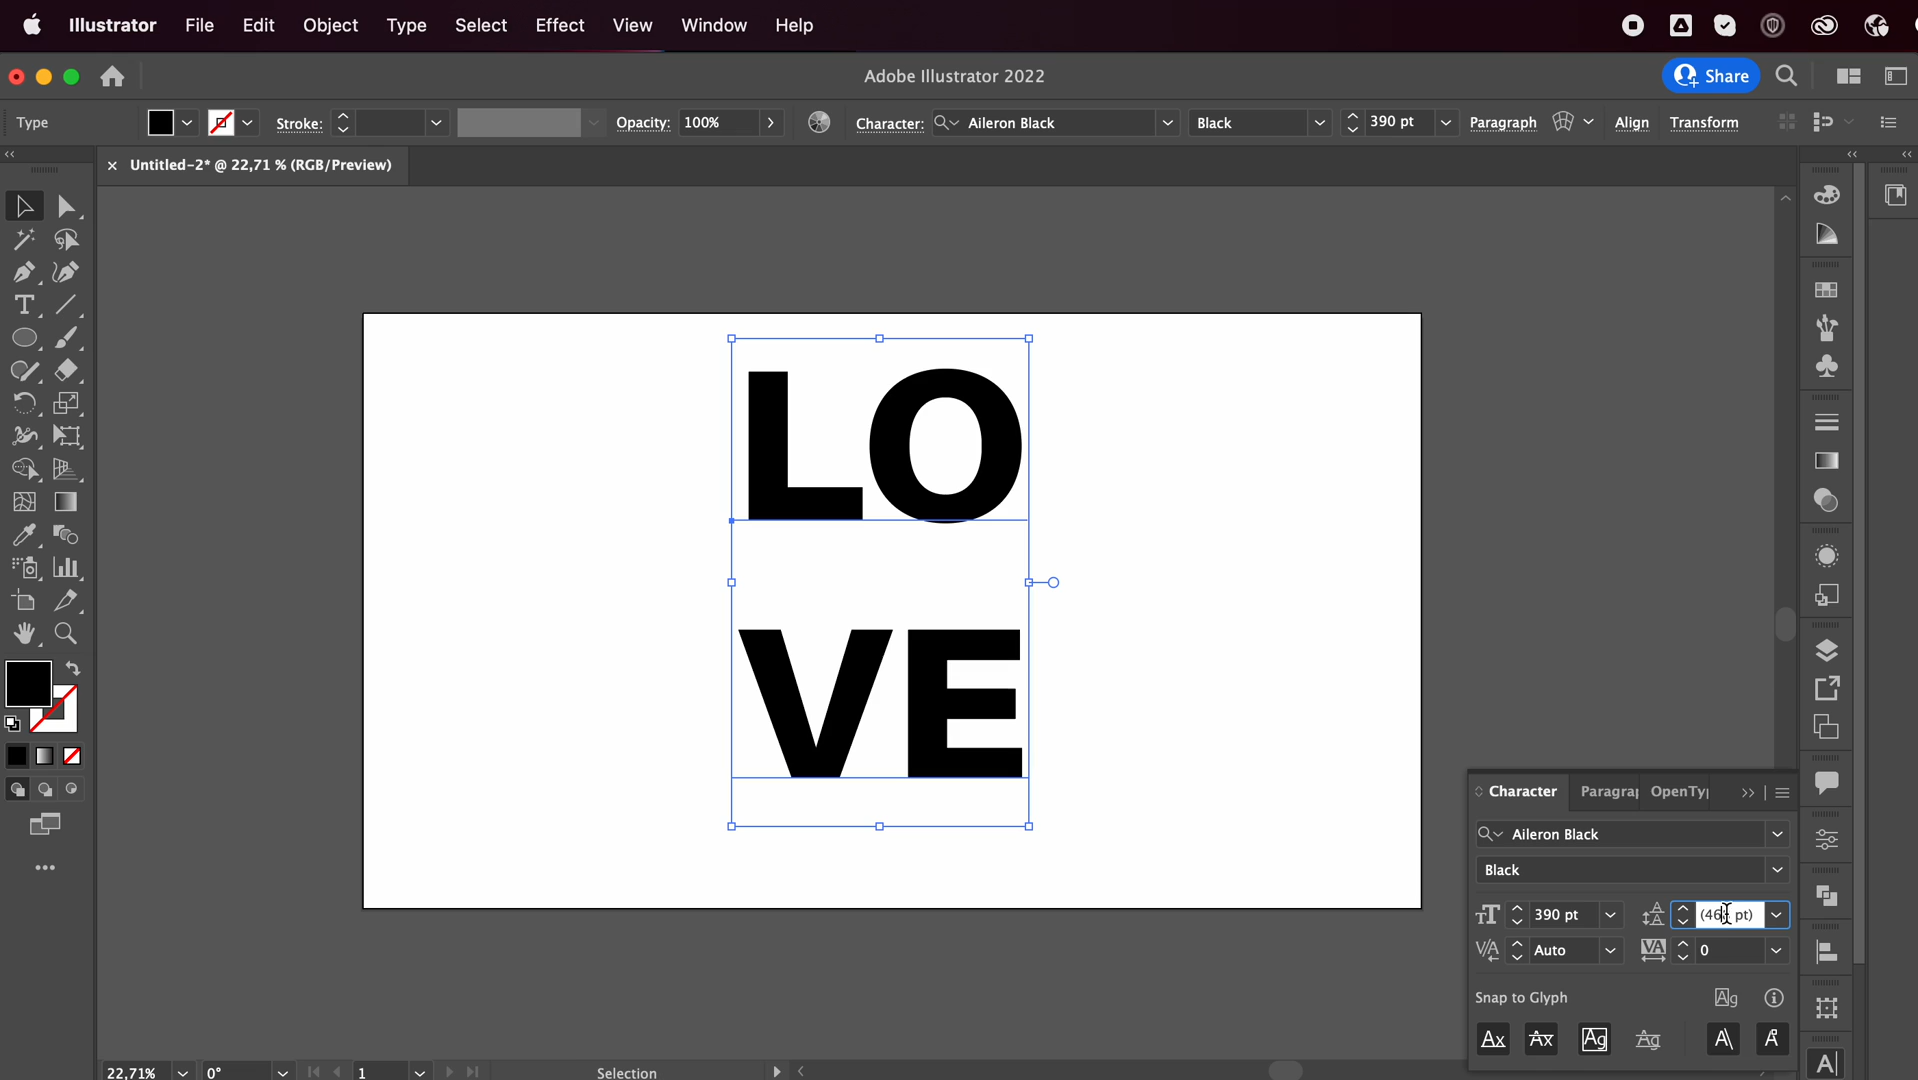 Illustrator File Edit Object Type Select Effect View Window Help
Adobe Illustrator 2022
Share
Type
Stroke:
Opacity: 100%
Character: Aileron Black
Black
390 pt
Paragraph
Align
Transform
Untitled-2* @ 22,71 % (RGB/Preview)
LO
VE
Character
Paragrap
OpenTy
Aileron Black
Black
390 pt
Auto
0
Snap to Glyph
22,71%
0°
1
Selection